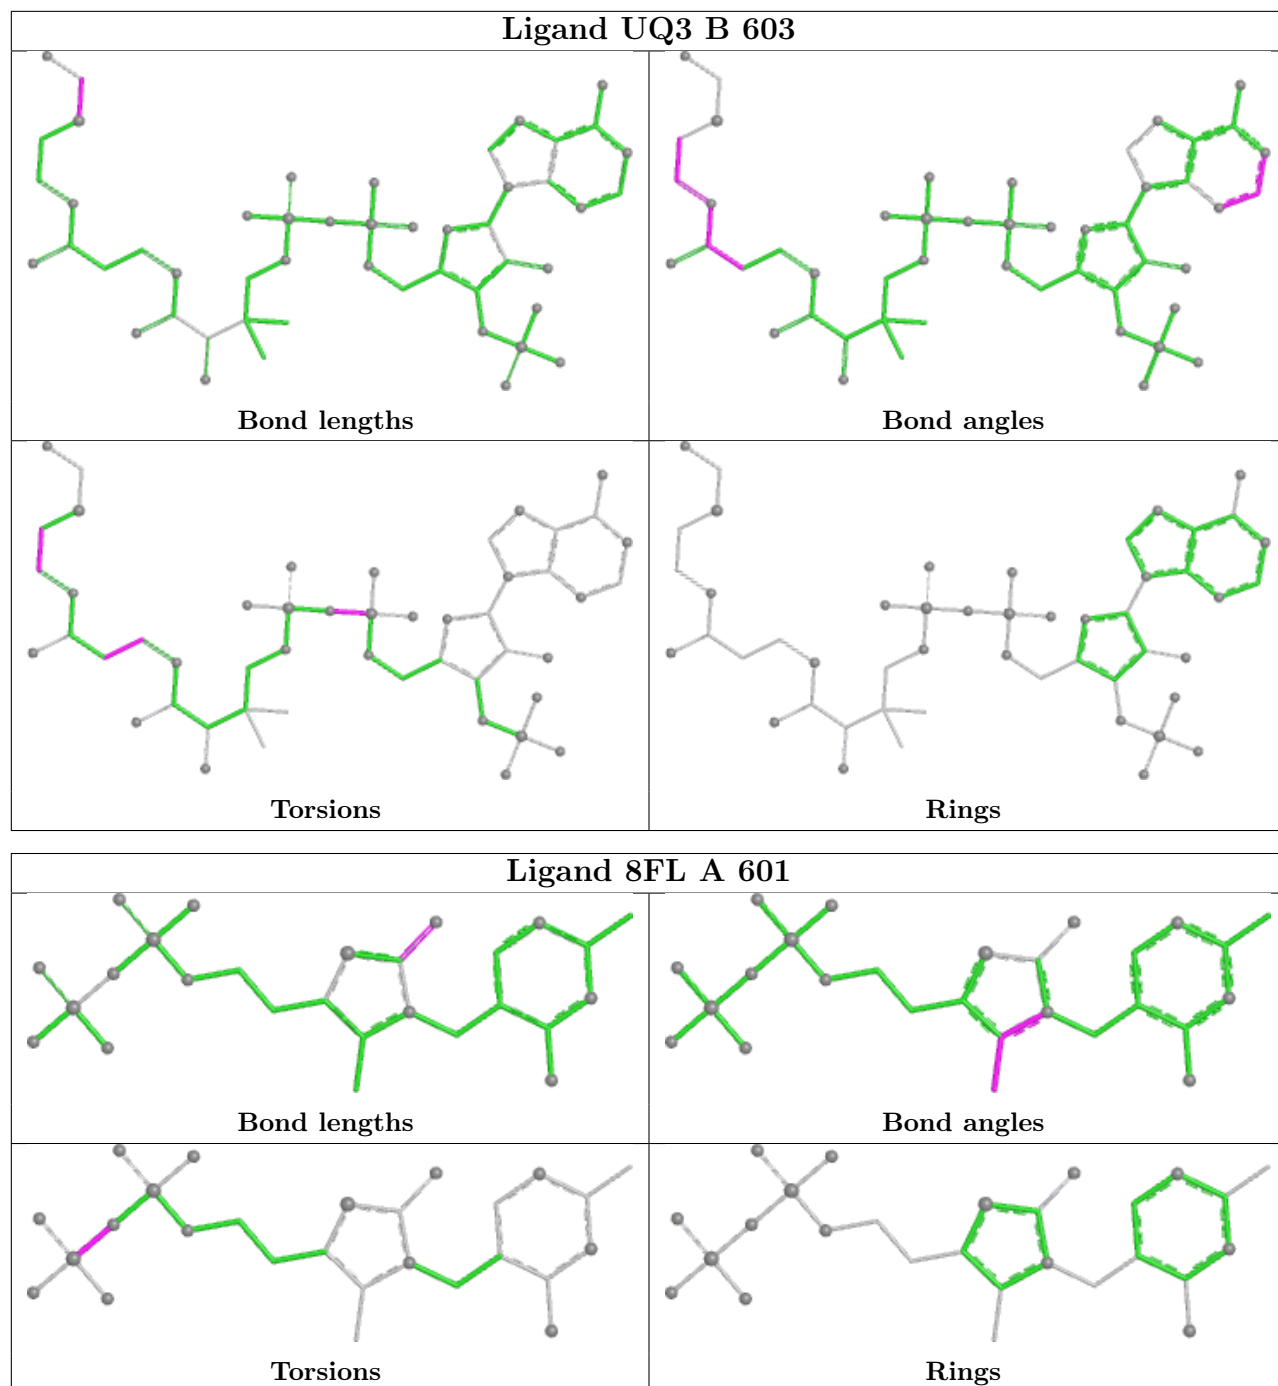 Ligand UQ3 B 603
Bond lengths
Bond angles
Torsions
Rings
Ligand 8FL A 601
Bond lengths
Bond angles
Torsions
Rings